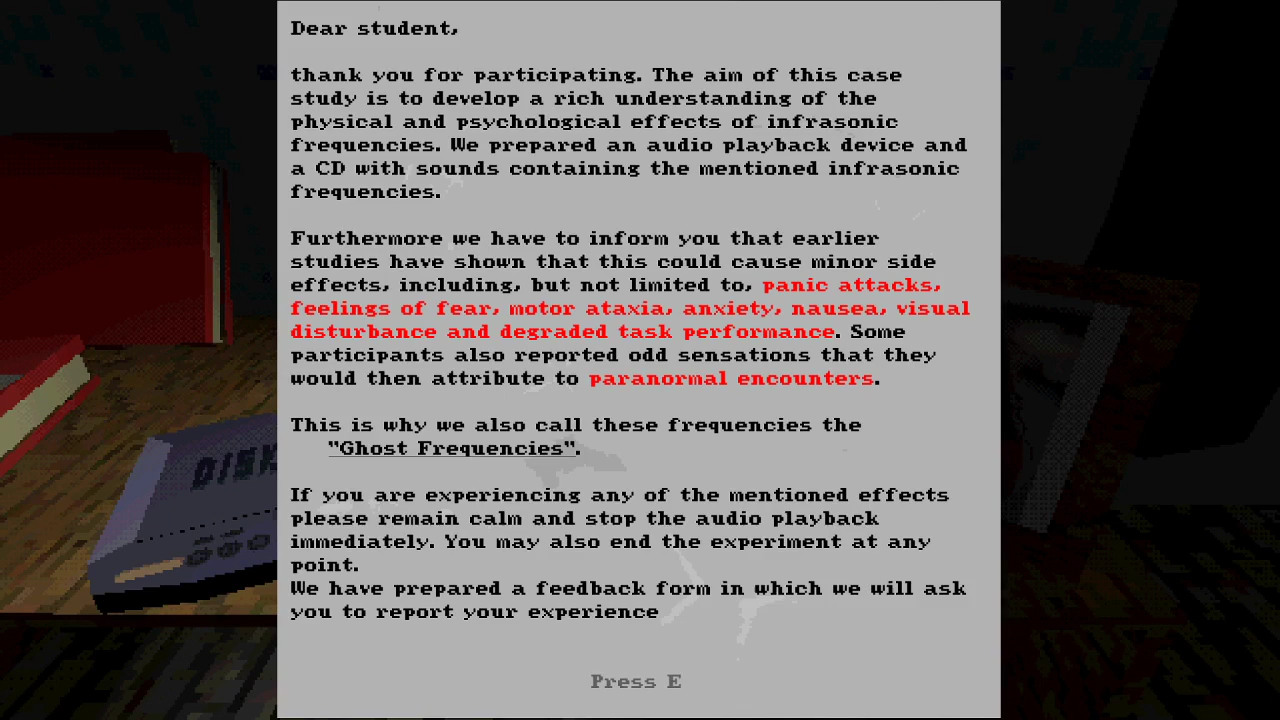 Dear student,
thank you for participating. The aim of this case
study is to develop a rich understanding of the
physical and psychological effects of infrasonic
frequencies. We prepared an audio playback device and
a CD with sounds containing the mentioned infrasonic
frequencies.
Furthermore we have to inform you that earlier
studies have shown that this could cause minor side
effects, including, but not limited to, panic attacks,
feelings of fear, motor ataxia, anxiety, nausea, visual
disturbance and degraded task performance. Some
participants also reported odd sensations that they
would then attribute to paranormal encounters.
This is why we also call these frequencies the
"Ghost Frequencies".
If you are experiencing any of the mentioned effects
please remain calm and stop the audio playback
immediately. You may also end the experiment at any
point.
We have prepared a feedback form in which we will ask
you to report your experience
Press E
DISK